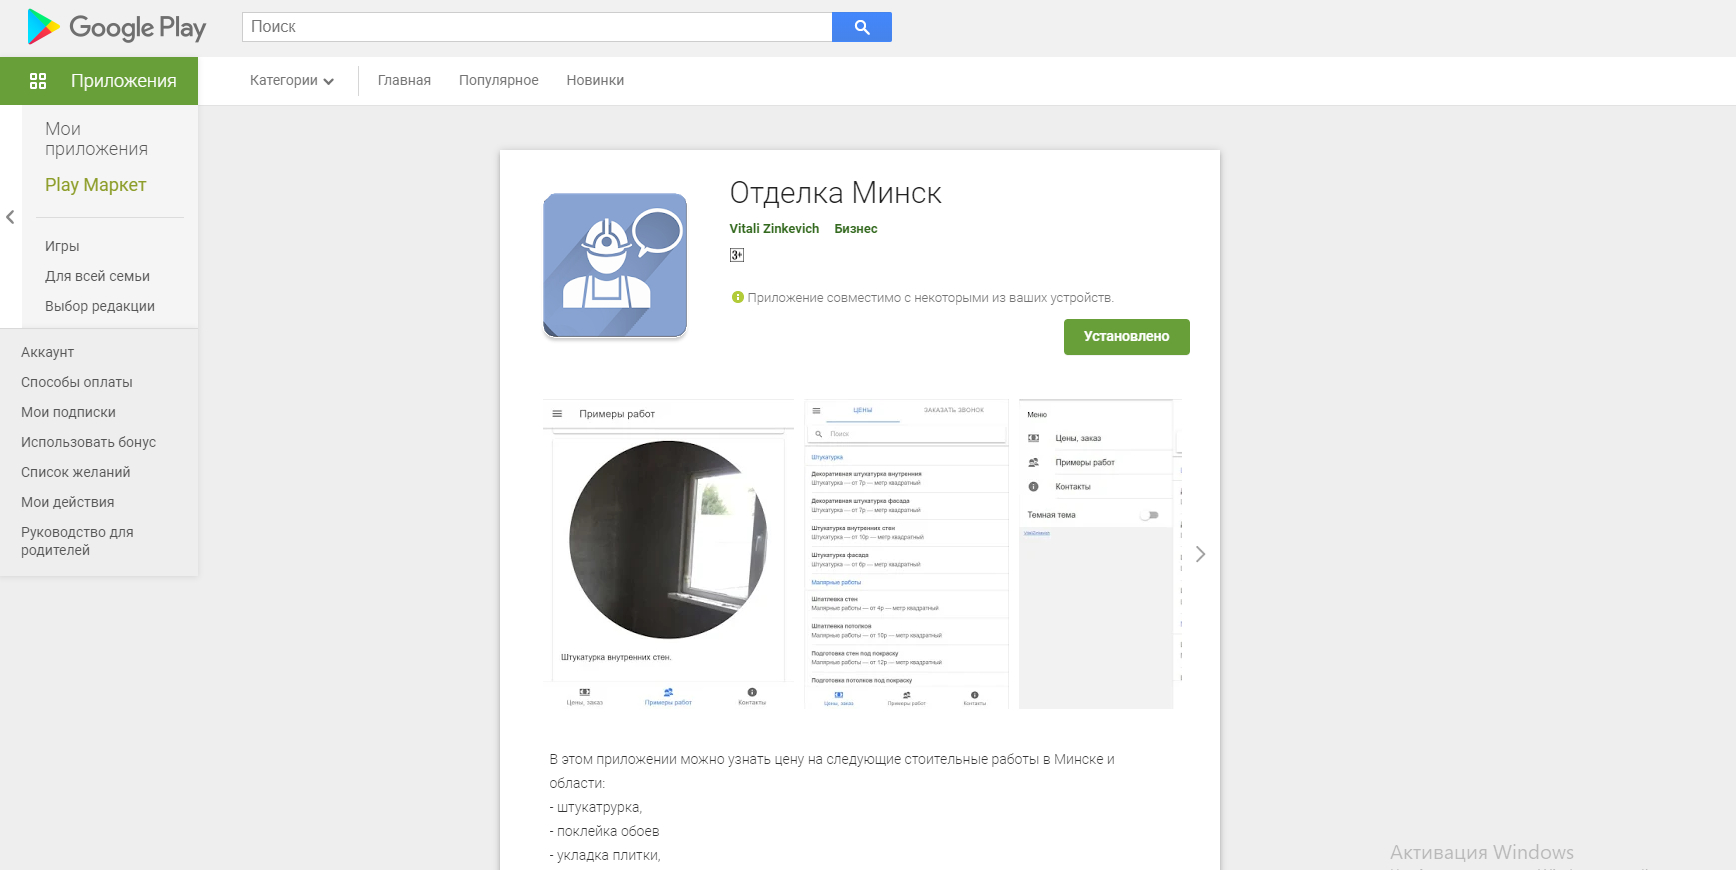 Google Play
Поиск
Приложения
Категории
Главная
Популярное
Новинки
Мои
приложения
Play Маркет
Игры
Для всей семьи
Выбор редакции
Аккаунт
Способы оплаты
Мои подписки
Использовать бонус
Список желаний
Мои действия
Руководство для
родителей
Отделка Минск
Vitali Zinkevich Бизнес
3+
Приложение совместимо с некоторыми из ваших устройств.
Установлено
Примеры работ
Штукатурка внутренних стен.
Цены, заказ
Примеры работ
Контакты
ЦЕНЫ
ЗАКАЗАТЬ ЗВОНОК
Поиск
Штукатурка
Декоративная штукатурка внутренняя
Штукатурка — от 7р — метр квадратный
Декоративная штукатурка фасада
Штукатурка — от 7р — метр квадратный
Штукатурка внутренних стен
Штукатурка — от 10р — метр квадратный
Штукатурка фасада
Штукатурка — от 6р — метр квадратный
Малярные работы
Шпатлевка стен
Малярные работы — от 4р — метр квадратный
Шпатлевка потолков
Малярные работы — от 10р — метр квадратный
Подготовка стен под покраску
Малярные работы — от 12р — метр квадратный
Подготовка потолков под покраску
Цены, заказ
Примеры работ
Контакты
Меню
Цены, заказ
Примеры работ
Контакты
Темная тема
В этом приложении можно узнать цену на следующие стоительные работы в Минске и
области:
- штукатрурка,
- поклейка обоев
- укладка плитки,
Активация Windows